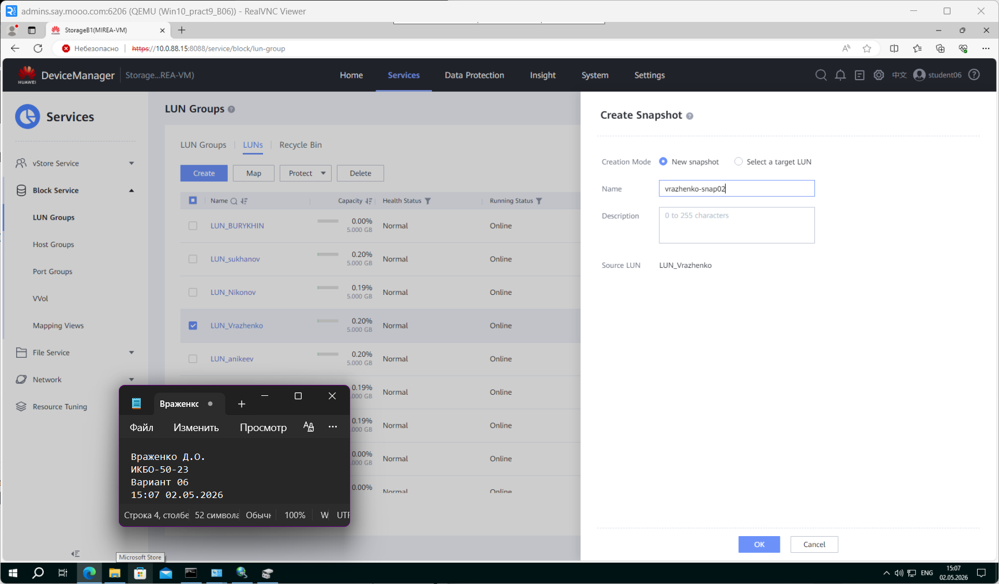 admins.say.mooo.com:6206 (QEMU (Win10_pract9_B06)) - RealVNC Viewer
StorageB1(MIREA-VM)
Небезопасно
https://10.0.88.15:8088/service/block/lun-group
HUAWEI
DeviceManager
Storage...REA-VM)
Home
Services
Data Protection
Insight
System
Settings
中文
student06
Services
vStore Service
Block Service
LUN Groups
Host Groups
Port Groups
VVol
Mapping Views
File Service
Network
Resource Tuning
LUN Groups
LUN Groups
LUNs
Recycle Bin
Create
Map
Protect
Delete
Name Capacity Health Status Running Status
LUN_BURYKHIN 0.00% Normal Online
5.000 GB
LUN_sukhanov 0.20% Normal Online
5.000 GB
LUN_Nikonov 0.19% Normal Online
5.000 GB
LUN_Vrazhenko 0.20% Normal Online
5.000 GB
LUN_anikeev 0.20% Normal Online
5.000 GB
0.19% Normal Online
.000 GB
0.19% Normal Online
.000 GB
0.00% Normal Online
.000 GB
0.00% Normal Online
Create Snapshot
Creation Mode New snapshot Select a target LUN
Name vrazhenko-snap02
Description 0 to 255 characters
Source LUN LUN_Vrazhenko
OK
Cancel
Враженко
Файл
Изменить
Просмотр
Враженко Д.О.
ИКБО-50-23
Вариант 06
15:07 02.05.2026
Строка 4, столбе
52 символа
Обычн
100%
W
UTF
Microsoft Store
ENG
15:07
02.05.2026